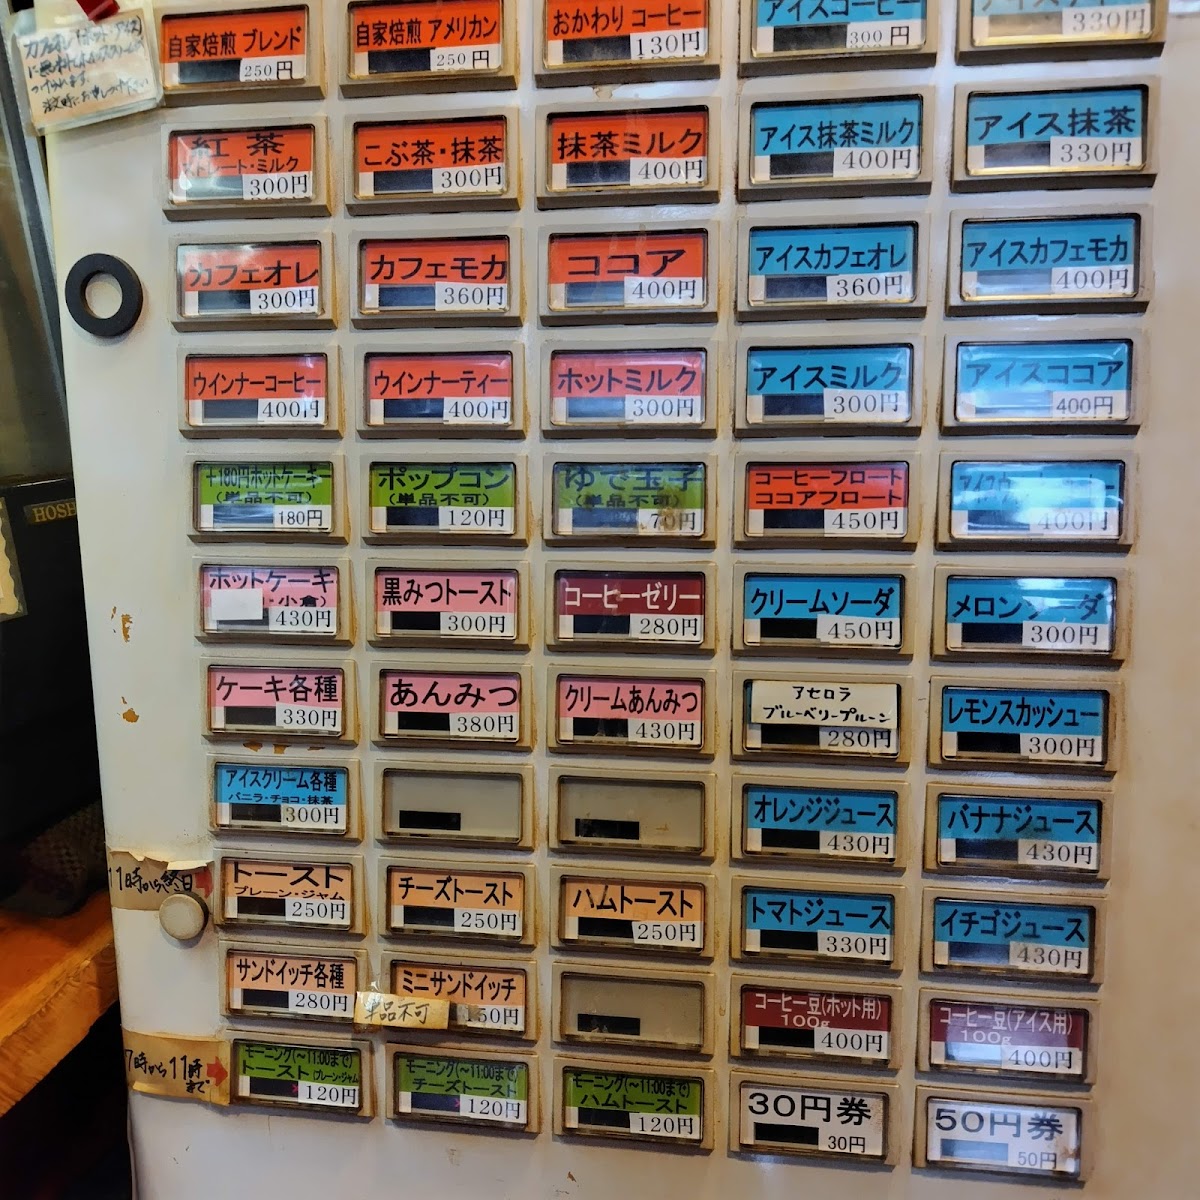 カフェオレ(ホット・アイス)
自家焙煎 ブレンド
250円
自家焙煎 アメリカン
250円
おかわり コーヒー
130円
アイスコーヒー
300円
330円
紅茶
ストレート・ミルク
300円
こぶ茶・抹茶
300円
抹茶ミルク
400円
アイス抹茶ミルク
400円
アイス抹茶
330円
カフェオレ
300円
カフェモカ
360円
ココア
400円
アイスカフェオレ
360円
アイスカフェモカ
400円
ウインナーコーヒー
400円
ウインナーティー
400円
ホットミルク
300円
アイスミルク
300円
アイスココア
400円
+180円ホットケーキ
(単品不可)
180円
ポップコン
(単品不可)
120円
ゆで玉子
(単品不可)
70円
コーヒーフロート
ココアフロート
450円
400円
HOSH
ホットケーキ
・小倉)
430円
黒みつトースト
300円
コーヒーゼリー
280円
クリームソーダ
450円
メロンソーダ
300円
ケーキ各種
330円
あんみつ
380円
クリームあんみつ
430円
アセロラ
ブルーベリープルーン
280円
レモンスカッシュー
300円
アイスクリーム各種
バニラ・チョコ・抹茶
300円
オレンジジュース
430円
バナナジュース
430円
11時から終日
トースト
プレーン・ジャム
250円
チーズトースト
250円
ハムトースト
250円
トマトジュース
330円
イチゴジュース
430円
サンドイッチ各種
280円
単品不可
ミニサンドイッチ
50円
コーヒー豆(ホット用)
100g
400円
コーヒー豆(アイス用)
100g
400円
7時から11時
まで
モーニング(~11:00まで)
トースト(プレーン・ジャム)
120円
モーニング(~11:00まで)
チーズトースト
120円
モーニング(~11:00まで)
ハムトースト
120円
30円券
30円
50円券
50円